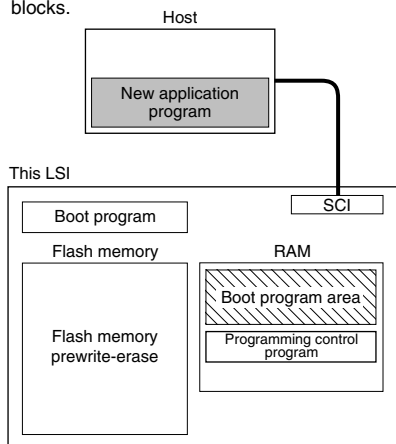 blocks.
Host
New application
program
This LSI
SCI
Boot program
Flash memory
RAM
Boot program area
Flash memory
prewrite-erase
Programming control
program